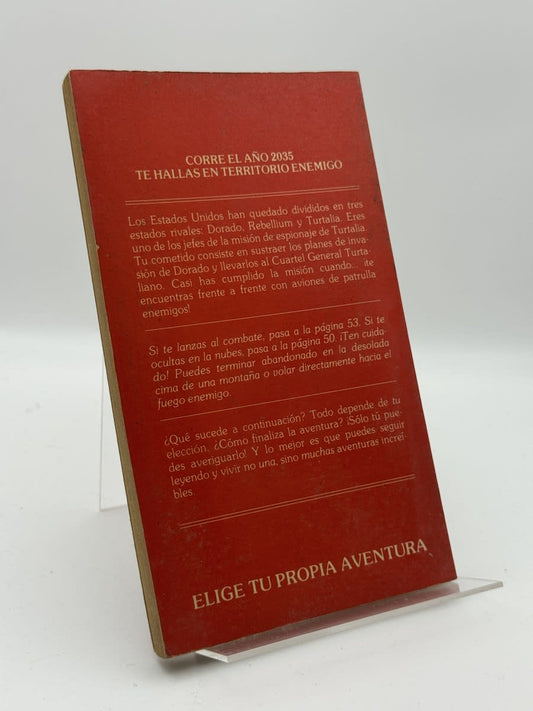 CORRE EL AÑO 2035
TE HALLAS EN TERRITORIO ENEMIGO
Los Estados Unidos han quedado divididos en tres
estados rivales: Dorado, Rebellium y Turtalia. Eres
uno de los jefes de la misión de espionaje de Turtalia.
Tu cometido consiste en sustraer los planes de inva-
sión de Dorado y llevarlos al Cuartel General Turta-
liano. Casi has cumplido la misión cuando... ¡te
encuentras frente a frente con aviones de patrulla
enemigos!
Si te lanzas al combate, pasa a la página 53. Si te
ocultas en la nubes, pasa a la página 50. ¡Ten cuida-
do! Puedes terminar abandonado en la desolada
cima de una montaña o volar directamente hacia el
fuego enemigo.
¿Qué sucede a continuación? Todo depende de tu
elección. ¿Cómo finaliza la aventura? ¡Sólo tú pue-
des averiguarlo! Y lo mejor es que puedes seguir
leyendo y vivir no una, sino muchas aventuras increí-
bles.
ELIGE TU PROPIA AVENTURA